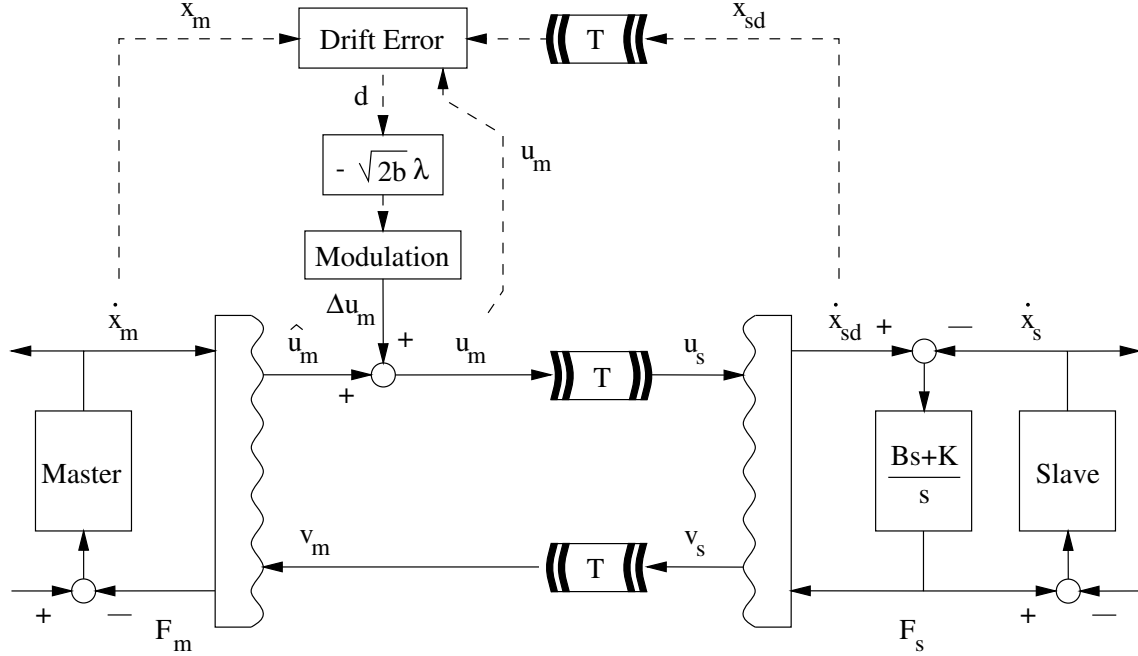 x_m
x_sd
Drift Error
T
d
u_m
- √2b λ
Modulation
Δu_m
ẋ_m
û_m
+
+
u_m
T
u_s
ẋ_sd
+
—
ẋ_s
Master
Bs+K
s
Slave
v_m
T
v_s
+
—
F_m
F_s
+
—